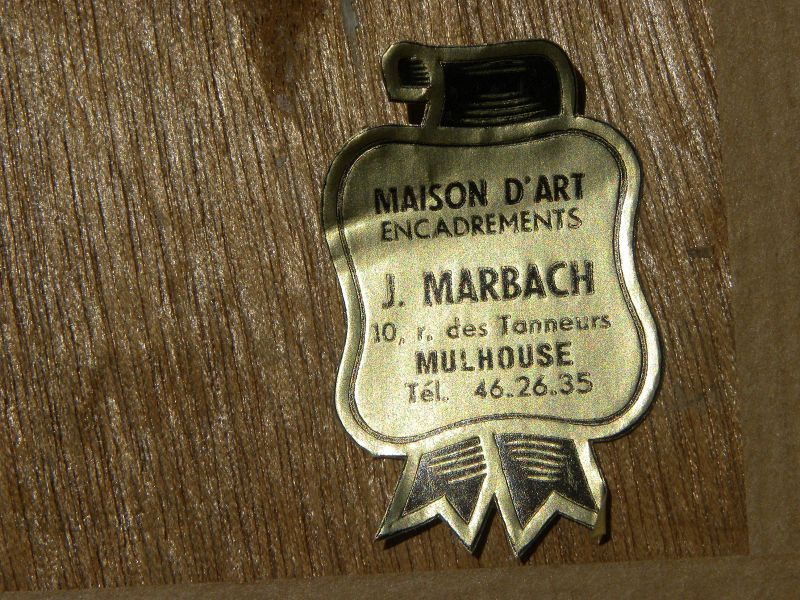 MAISON D'ART
ENCADREMENTS
J. MARBACH
10, r. des Tanneurs
MULHOUSE
Tél. 46.26.35